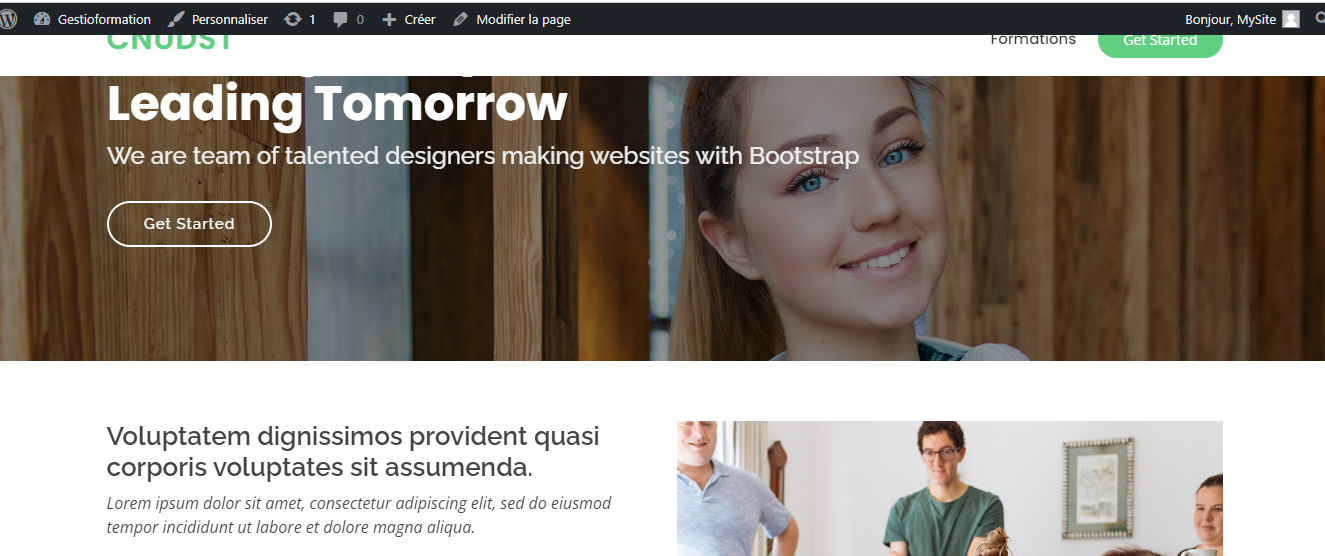 Gestioformation Personnaliser 1 0 Créer Modifier la page Bonjour, MySite
CNUDST Formations Get Started
Leading Tomorrow
We are team of talented designers making websites with Bootstrap
Get Started
Voluptatem dignissimos provident quasi
corporis voluptates sit assumenda.
Lorem ipsum dolor sit amet, consectetur adipiscing elit, sed do eiusmod
tempor incididunt ut labore et dolore magna aliqua.